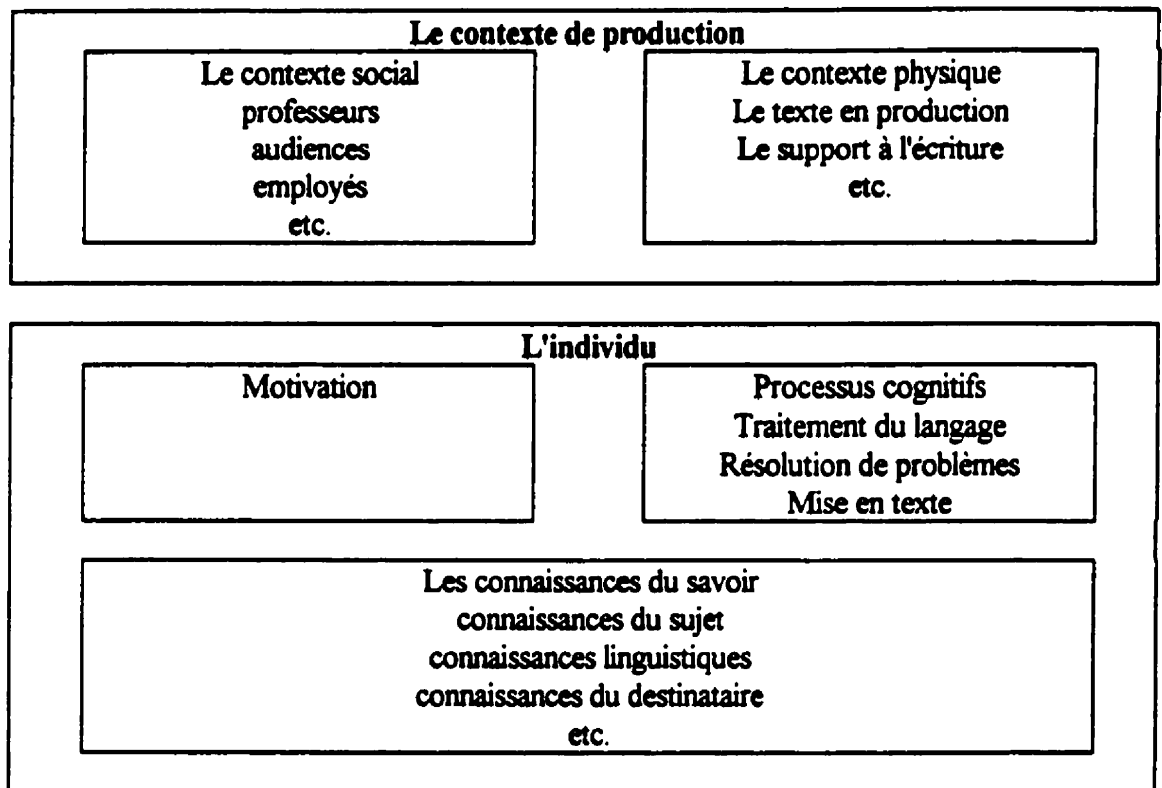 Le contexte de production
Le contexte social
professeurs
audiences
employés
etc.
Le contexte physique
Le texte en production
Le support à l'écriture
etc.
L'individu
Motivation
Processus cognitifs
Traitement du langage
Résolution de problèmes
Mise en texte
Les connaissances du savoir
connaissances du sujet
connaissances linguistiques
connaissances du destinataire
etc.